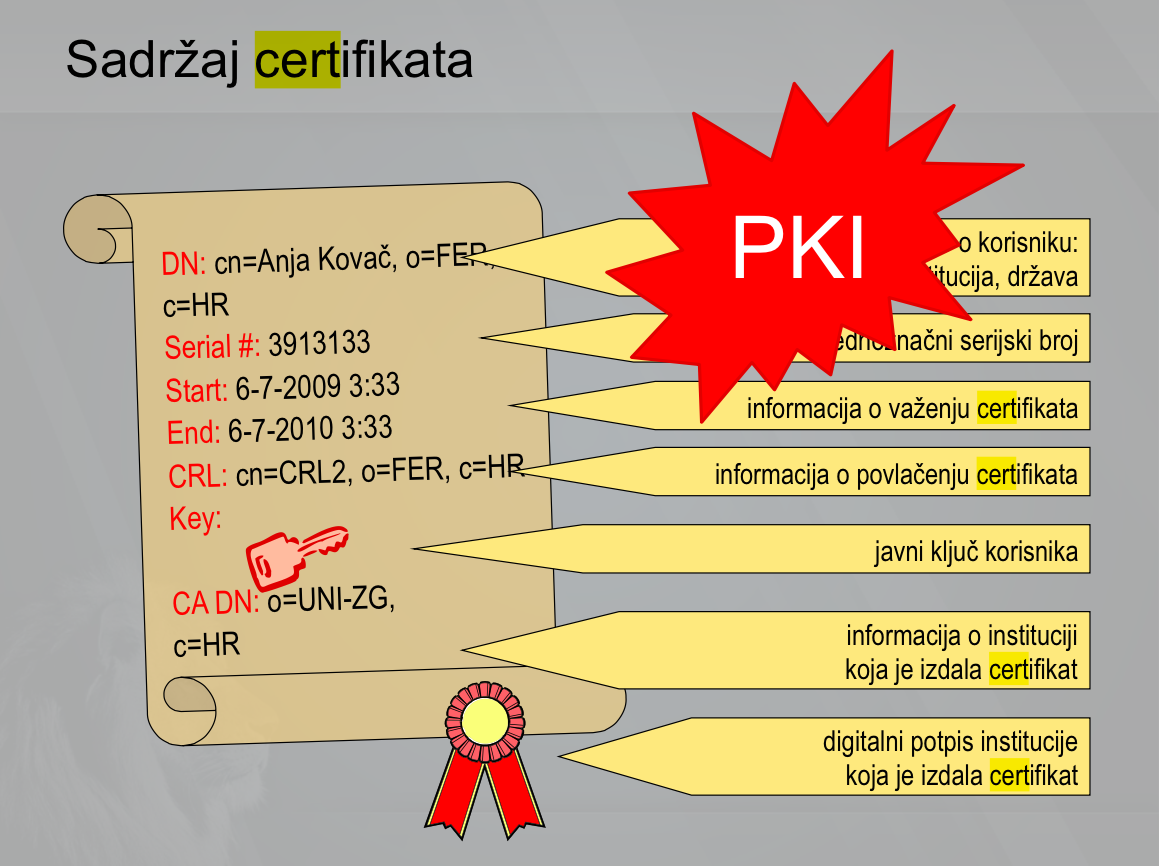 Sadržaj certifikata
DN: cn=Anja Kovač, o=FER,
c=HR
Serial #: 3913133
Start: 6-7-2009 3:33
End: 6-7-2010 3:33
CRL: cn=CRL2, o=FER, c=HR
Key:
CA DN: o=UNI-ZG,
c=HR
PKI
o korisniku:
država
serijski broj
informacija o važenju certifikata
informacija o povlačenju certifikata
javni ključ korisnika
informacija o instituciji
koja je izdala certifikat
digitalni potpis institucije
koja je izdala certifikat